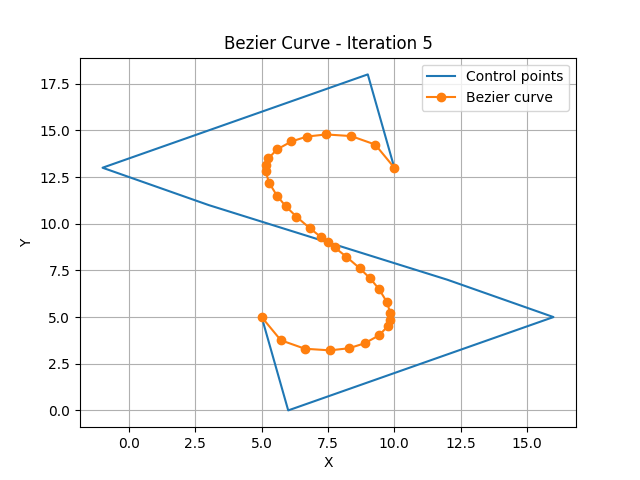 Bezier Curve - Iteration 5
Control points
Bezier curve
17.5
15.0
12.5
10.0
7.5
5.0
2.5
0.0
Y
0.0 2.5 5.0 7.5 10.0 12.5 15.0
X